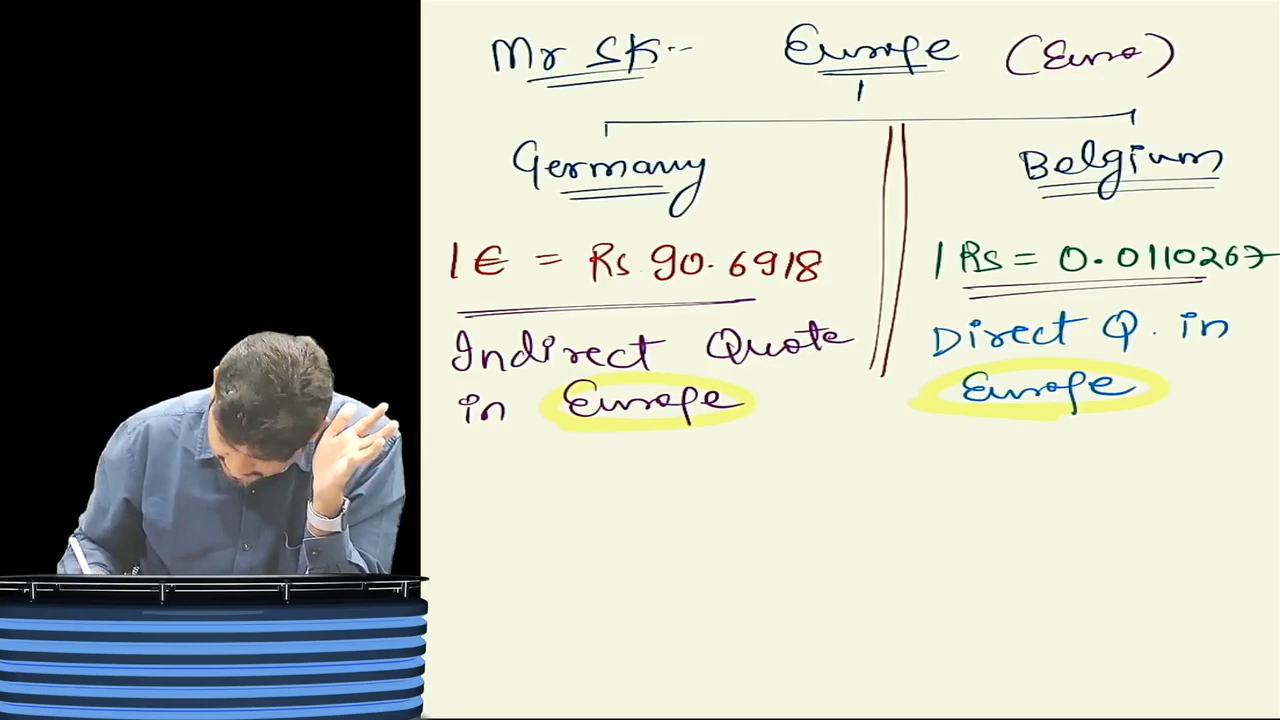 Mr SK-- Europe (Euro)
Germany
1 € = Rs 90.6918
Indirect Quote
in Europe
Belgium
1 Rs = 0.0110267
Direct Q. in
Europe